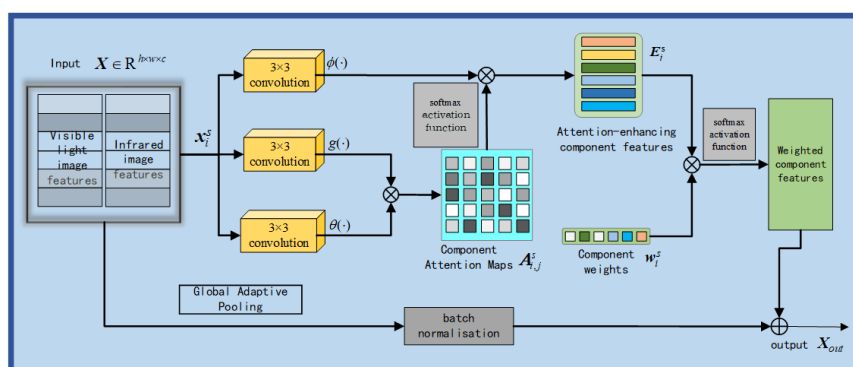 Input X ∈ R^{h×w×c}
Visible
light
image
features
Infrared
image
features
x_i^s
3×3
convolution
ϕ(·)
3×3
convolution
g(·)
3×3
convolution
θ(·)
softmax
activation
function
Component
Attention Maps A_{i,j}^s
E_i^s
Attention-enhancing
component features
softmax
activation
function
Weighted
component
features
Component
weights
w_i^s
Global Adaptive
Pooling
batch
normalisation
output X_{out}